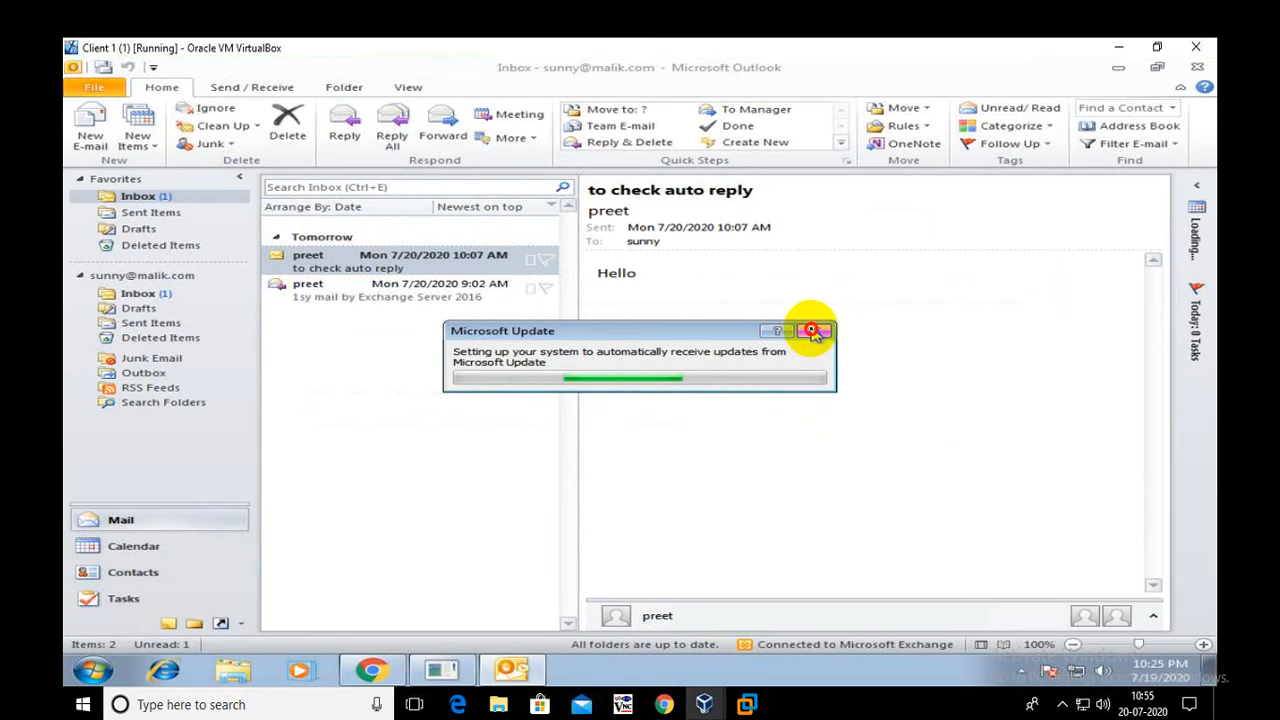 Client 1 (1) [Running] - Oracle VM VirtualBox
Inbox - sunny@malik.com - Microsoft Outlook
File Home Send / Receive Folder View
New E-mail
New Items
New
Ignore
Clean Up
Junk
Delete
Delete
Reply
Reply All
Forward
Meeting
More
Respond
Move to: ?
Team E-mail
Reply & Delete
To Manager
Done
Create New
Quick Steps
Move
Rules
OneNote
Move
Unread/ Read
Categorize
Follow Up
Tags
Find a Contact
Address Book
Filter E-mail
Find
Favorites
Inbox (1)
Sent Items
Drafts
Deleted Items
sunny@malik.com
Inbox (1)
Drafts
Sent Items
Deleted Items
Junk Email
Outbox
RSS Feeds
Search Folders
Mail
Calendar
Contacts
Tasks
Search Inbox (Ctrl+E)
Arrange By: Date Newest on top
Tomorrow
preet Mon 7/20/2020 10:07 AM
to check auto reply
preet Mon 7/20/2020 9:02 AM
1sy mail by Exchange Server 2016
to check auto reply
preet
Sent: Mon 7/20/2020 10:07 AM
To: sunny
Hello
Microsoft Update
?
Setting up your system to automatically receive updates from
Microsoft Update
preet
Loading...
Today: 0 Tasks
Items: 2 Unread: 1 All folders are up to date. Connected to Microsoft Exchange 100%
10:25 PM
7/19/2020
Type here to search
10:55
20-07-2020